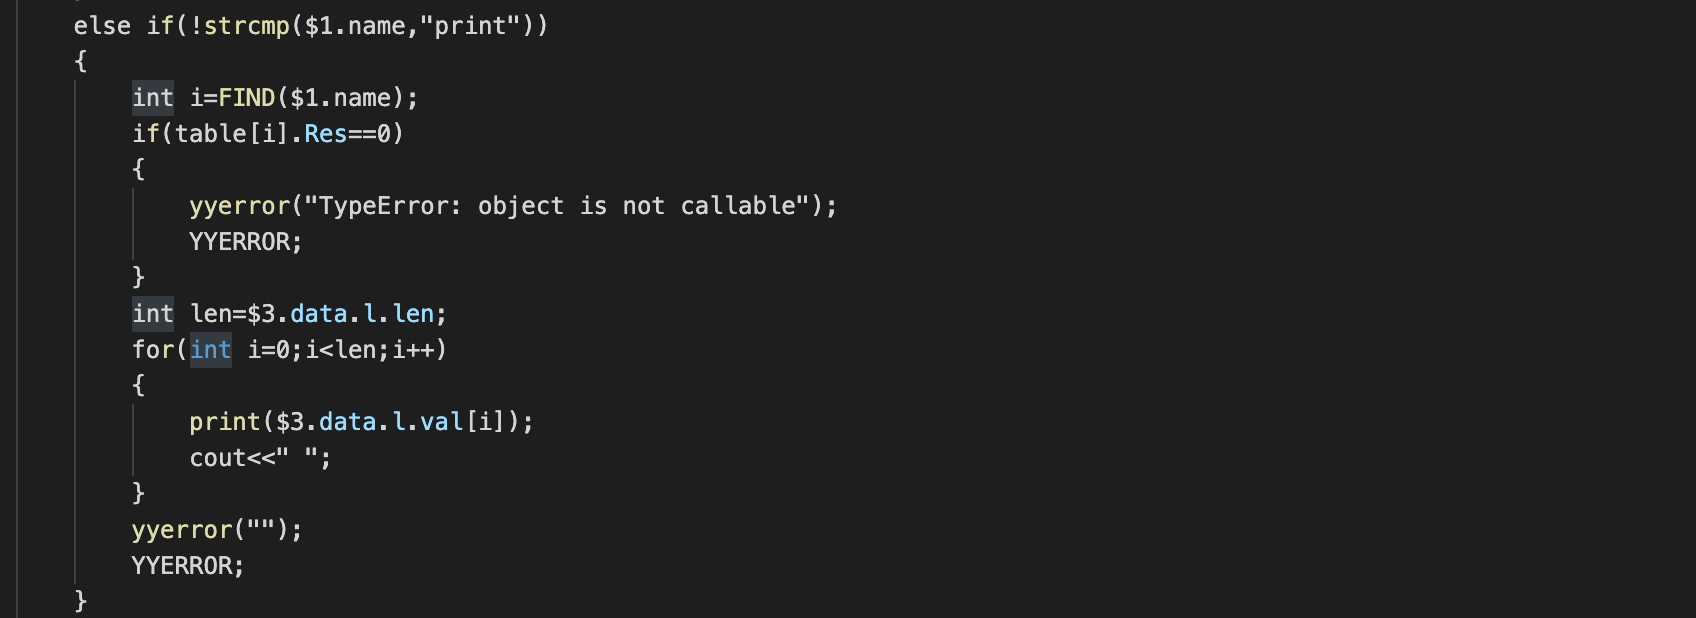 else if(!strcmp($1.name,"print"))
{
int i=FIND($1.name);
if(table[i].Res==0)
{
yyerror("TypeError: object is not callable");
YYERROR;
}
int len=$3.data.l.len;
for(int i=0;i<len;i++)
{
print($3.data.l.val[i]);
cout<<" ";
}
yyerror("");
YYERROR;
}